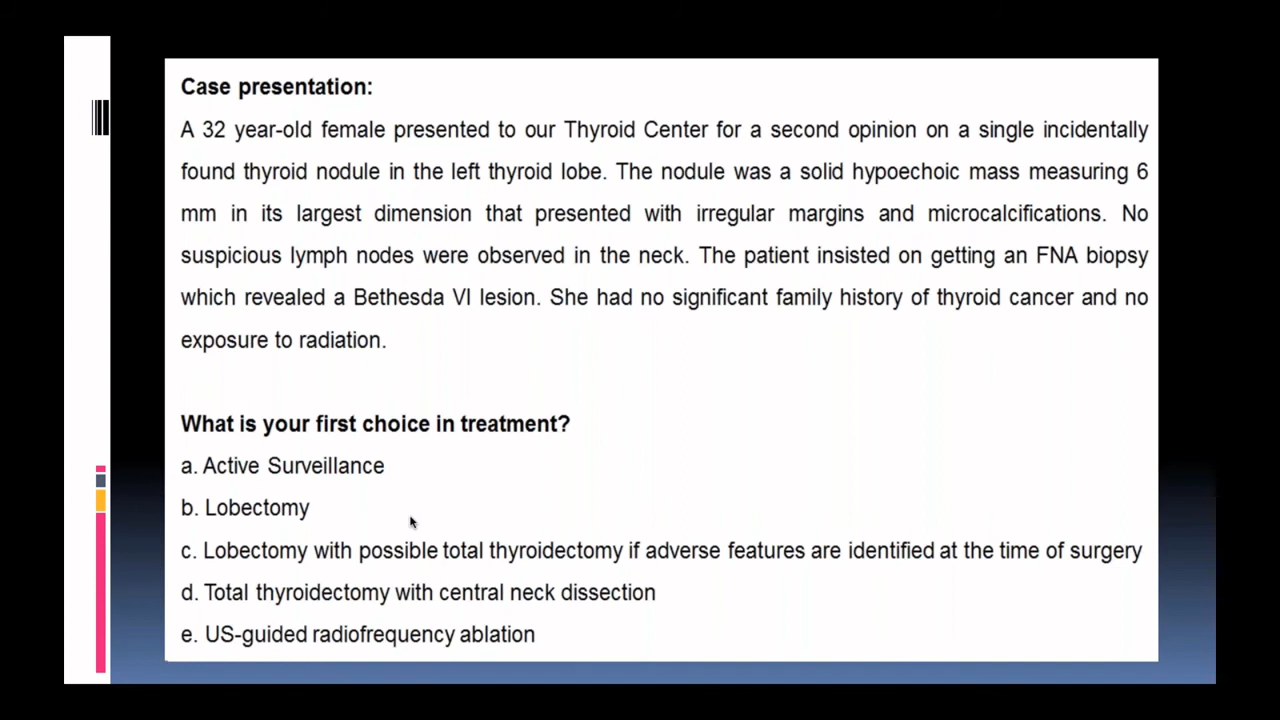 Case presentation:
A 32 year-old female presented to our Thyroid Center for a second opinion on a single incidentally
found thyroid nodule in the left thyroid lobe. The nodule was a solid hypoechoic mass measuring 6
mm in its largest dimension that presented with irregular margins and microcalcifications. No
suspicious lymph nodes were observed in the neck. The patient insisted on getting an FNA biopsy
which revealed a Bethesda VI lesion. She had no significant family history of thyroid cancer and no
exposure to radiation.
What is your first choice in treatment?
a. Active Surveillance
b. Lobectomy
c. Lobectomy with possible total thyroidectomy if adverse features are identified at the time of surgery
d. Total thyroidectomy with central neck dissection
e. US-guided radiofrequency ablation